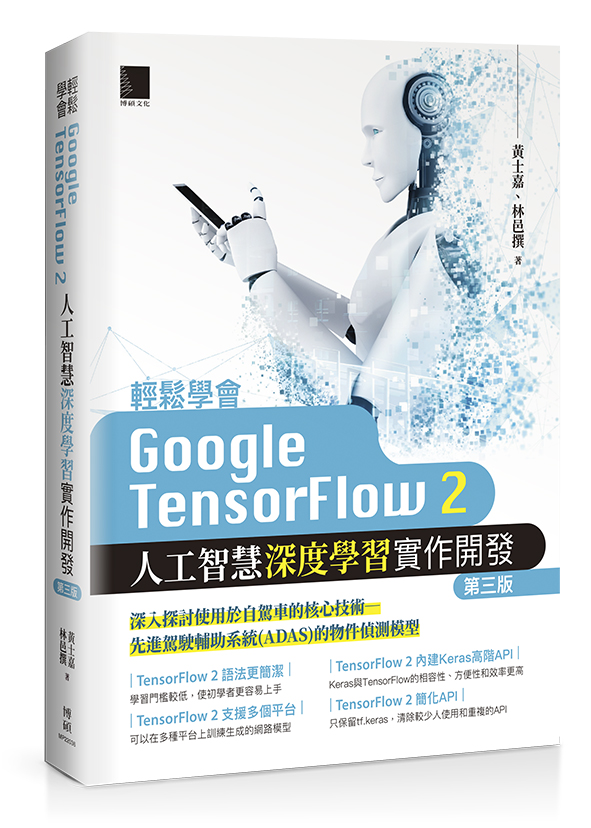 輕鬆學會
Google TensorFlow 2
人工智慧深度學習實作開發
第三版
黃士嘉
林邑撰 著
博碩
博碩文化
黃士嘉、林邑撰 著
輕鬆學會
Google
TensorFlow 2
人工智慧深度學習實作開發
第三版
深入探討使用於自駕車的核心技術—
先進駕駛輔助系統(ADAS)的物件偵測模型
TensorFlow 2 語法更簡潔
學習門檻較低，使初學者更容易上手
TensorFlow 2 支援多個平台
可以在多種平台上訓練生成的網路模型
TensorFlow 2 內建Keras高階API
Keras與TensorFlow的相容性、方便性和效率更高
TensorFlow 2 簡化API
只保留tf.keras，清除較少人使用和重複的API